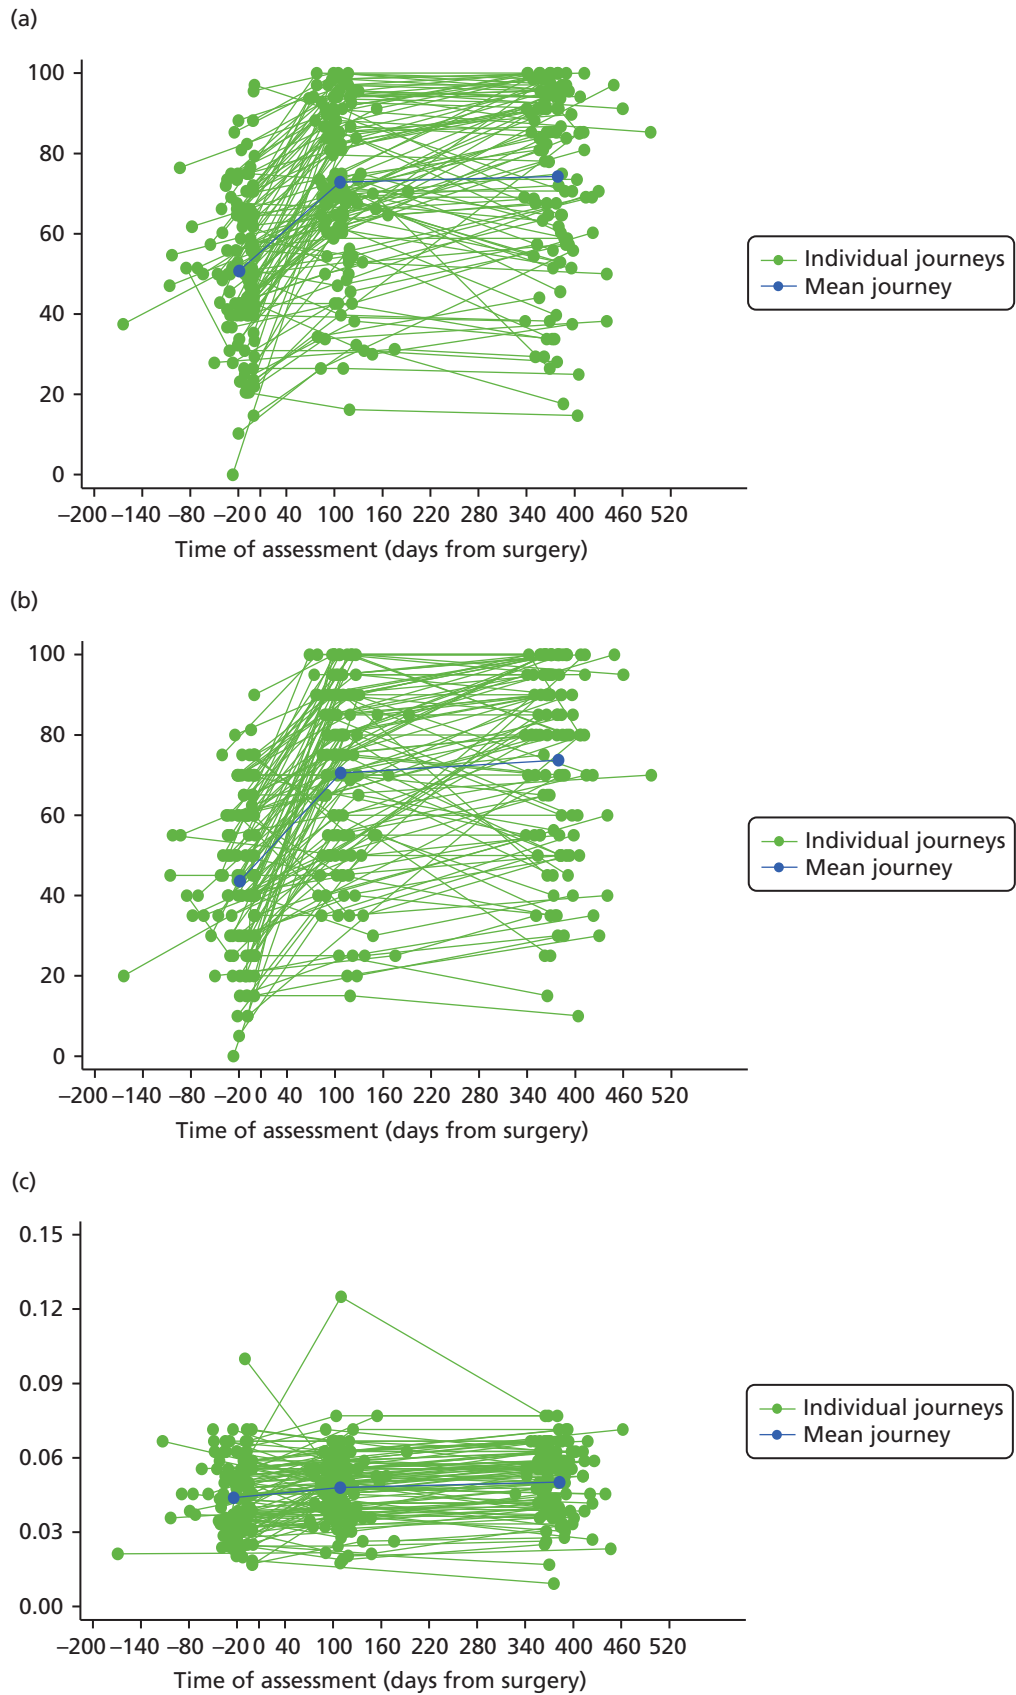 (a)
100
80
60
40
20
0
–200 –140 –80 –20 0 40 100 160 220 280 340 400 460 520
Time of assessment (days from surgery)
Individual journeys
Mean journey
(b)
100
80
60
40
20
0
–200 –140 –80 –20 0 40 100 160 220 280 340 400 460 520
Time of assessment (days from surgery)
Individual journeys
Mean journey
(c)
0.15
0.12
0.09
0.06
0.03
0.00
–200 –140 –80 –20 0 40 100 160 220 280 340 400 460 520
Time of assessment (days from surgery)
Individual journeys
Mean journey